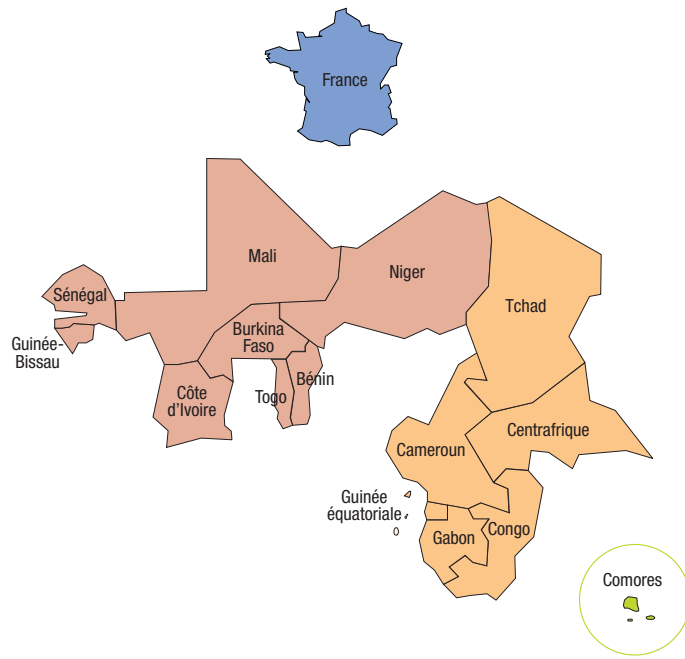 France
Mali
Niger
Sénégal
Tchad
Guinée-
Bissau
Burkina
Faso
Bénin
Togo
Côte
d'Ivoire
Centrafrique
Cameroun
Guinée
équatoriale
Congo
Gabon
Comores